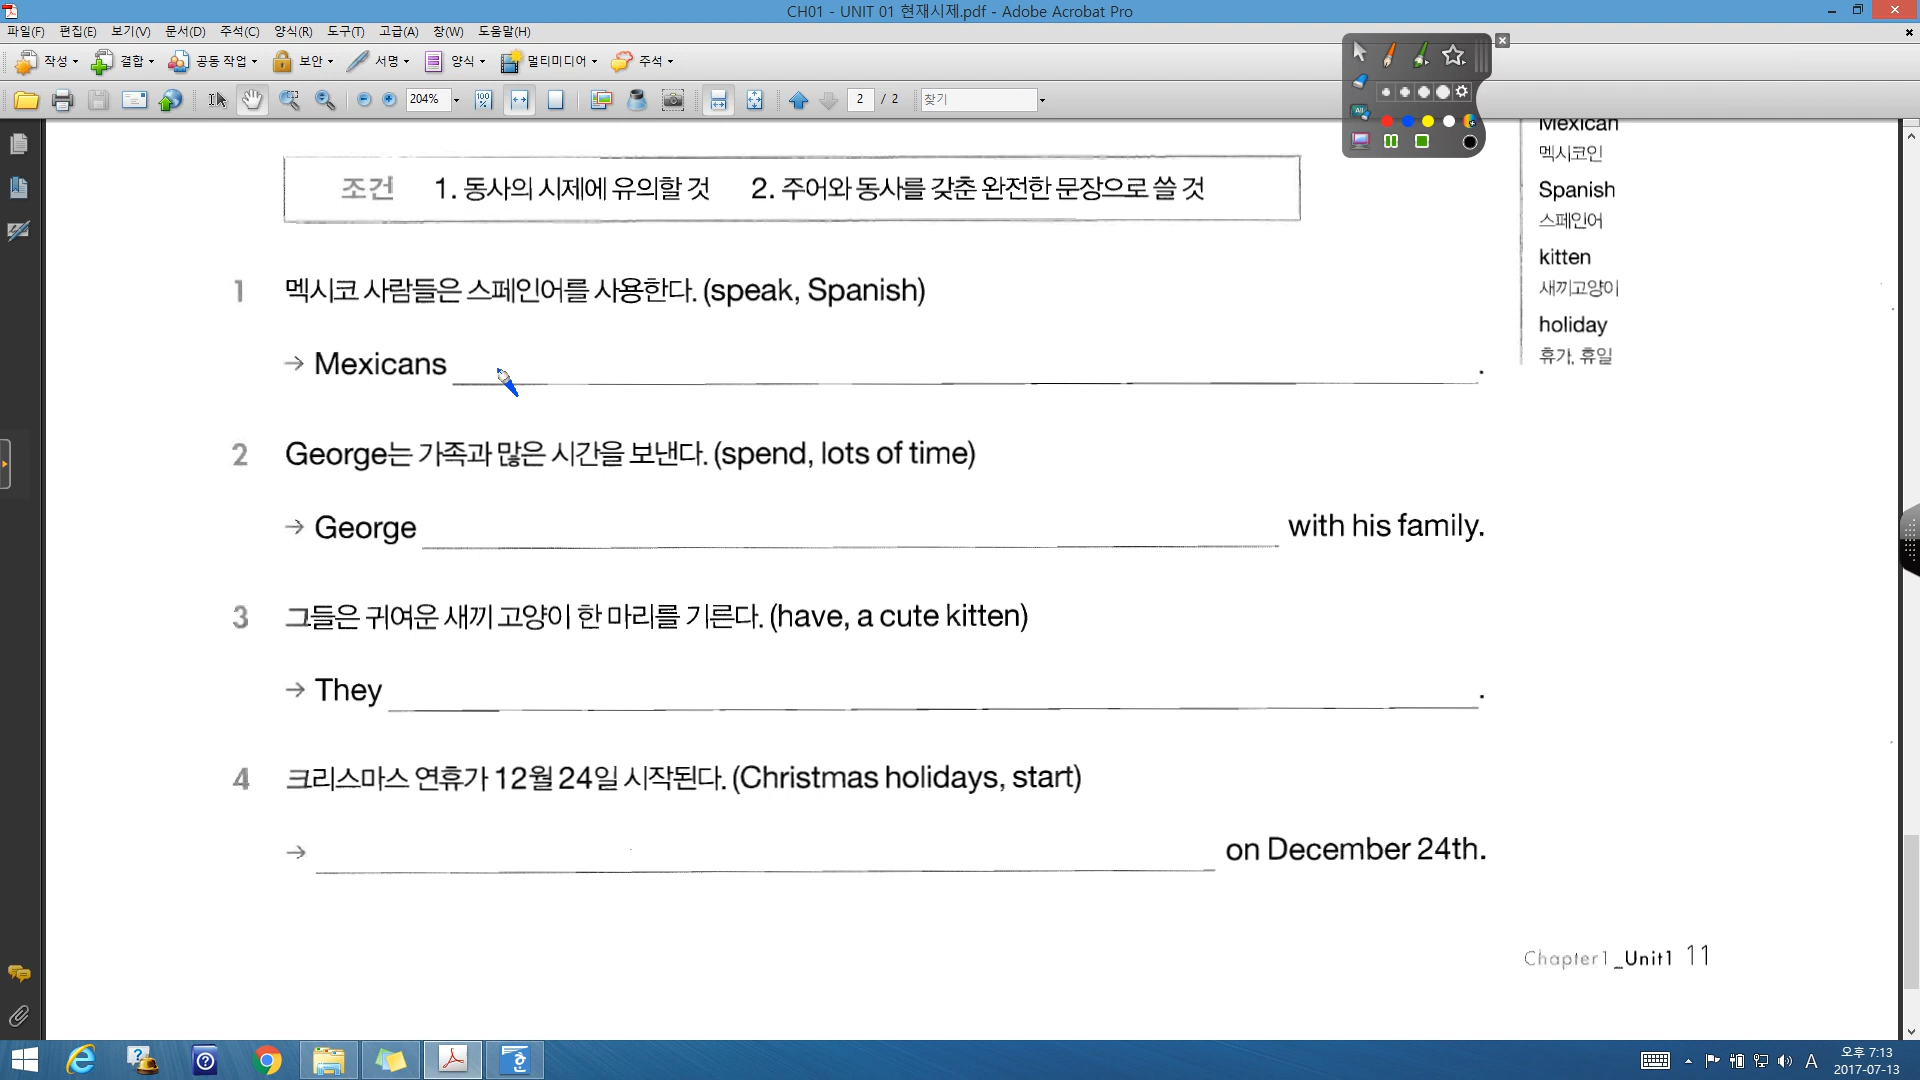 CH01 - UNIT 01 현재시제.pdf - Adobe Acrobat Pro
파일(F) 편집(E) 보기(V) 문서(D) 주석(C) 양식(R) 도구(T) 고급(A) 창(W) 도움말(H)
작성 결합 공동 작업 보안 서명 양식 멀티미디어 주석
204% 2 / 2 찾기
조건 1. 동사의 시제에 유의할 것 2. 주어와 동사를 갖춘 완전한 문장으로 쓸 것
1 멕시코 사람들은 스페인어를 사용한다. (speak, Spanish)
→ Mexicans .
2 George는 가족과 많은 시간을 보낸다. (spend, lots of time)
→ George with his family.
3 그들은 귀여운 새끼 고양이 한 마리를 기른다. (have, a cute kitten)
→ They .
4 크리스마스 연휴가 12월 24일 시작된다. (Christmas holidays, start)
→ on December 24th.
Mexican
멕시코인
Spanish
스페인어
kitten
새끼고양이
holiday
휴가, 휴일
Chapter1_Unit1 11
A
오후 7:13
2017-07-13